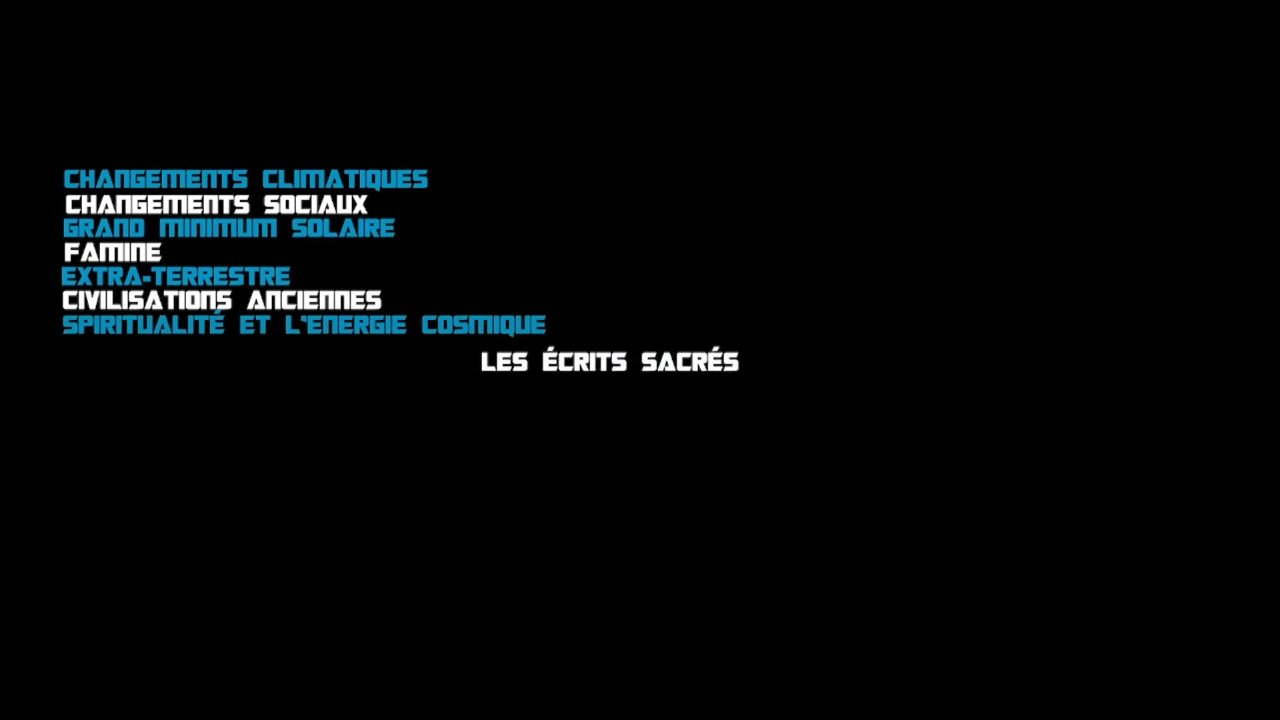 CHANGEMENTS CLIMATIQUES
CHANGEMENTS SOCIAUX
GRAND MINIMUM SOLAIRE
FAMINE
EXTRA-TERRESTRE
CIVILISATIONS ANCIENNES
SPIRITUALITÉ ET L'ENERGIE COSMIQUE
LES ÉCRITS SACRÉS